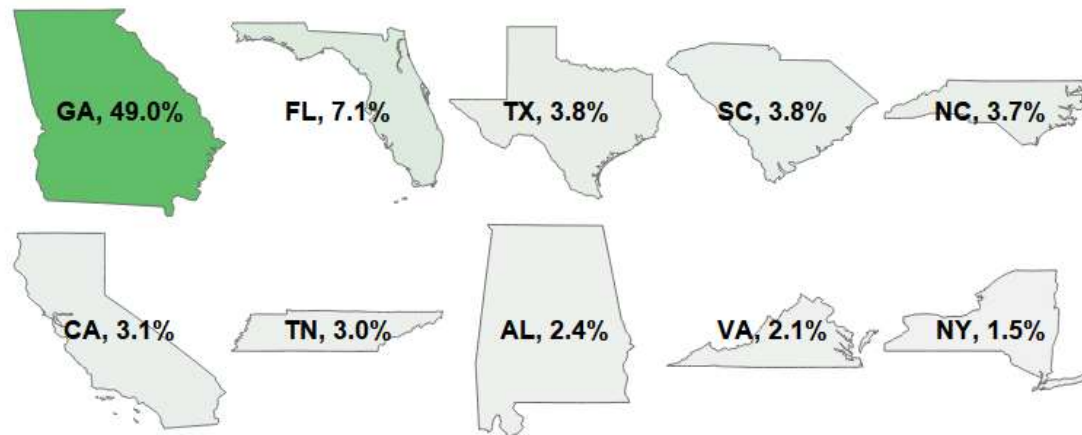 GA, 49.0%
FL, 7.1%
TX, 3.8%
SC, 3.8%
NC, 3.7%
CA, 3.1%
TN, 3.0%
AL, 2.4%
VA, 2.1%
NY, 1.5%